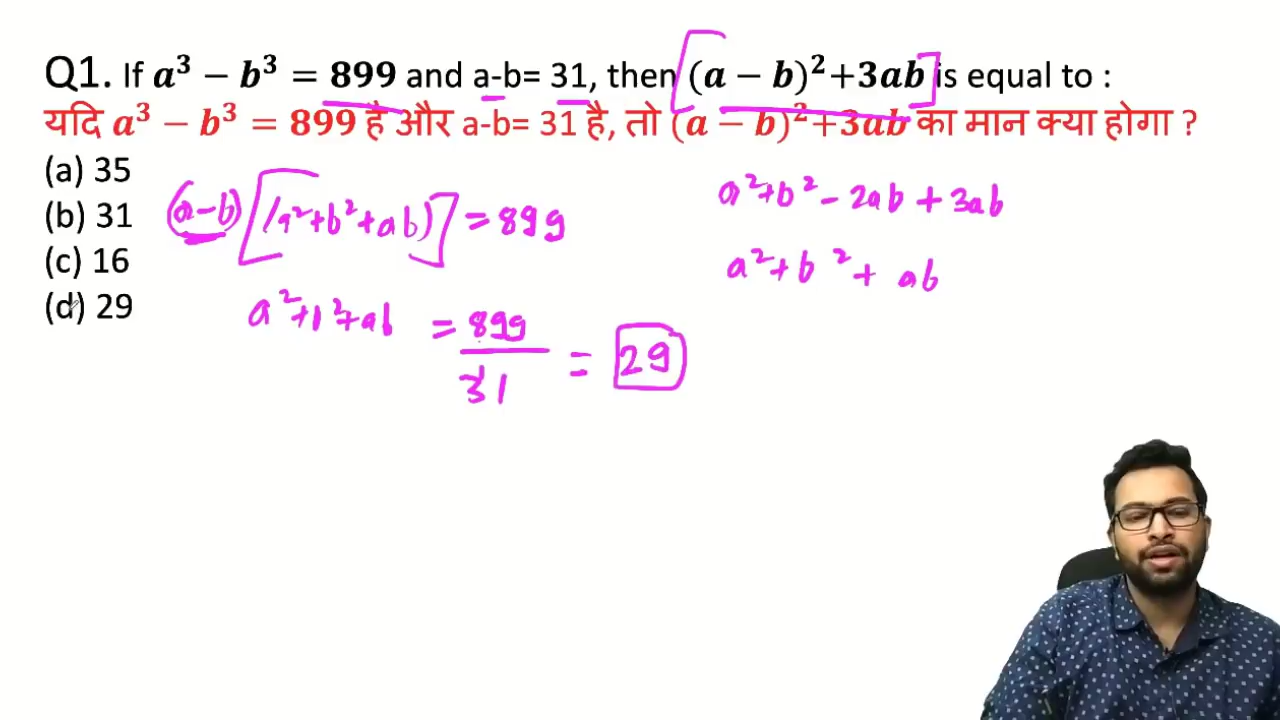 Q1. If a³ − b³ = 899 and a-b= 31, then (a − b)²+3ab is equal to :
यदि a³ − b³ = 899 है और a-b= 31 है, तो (a − b)²+3ab का मान क्या होगा ?
(a) 35
(b) 31
(c) 16
(d) 29
(a-b) [(a²+b²+ab)] = 899
a²+b²+ab = 899/31 = 29
a²+b²-2ab+3ab
a²+b²+ab